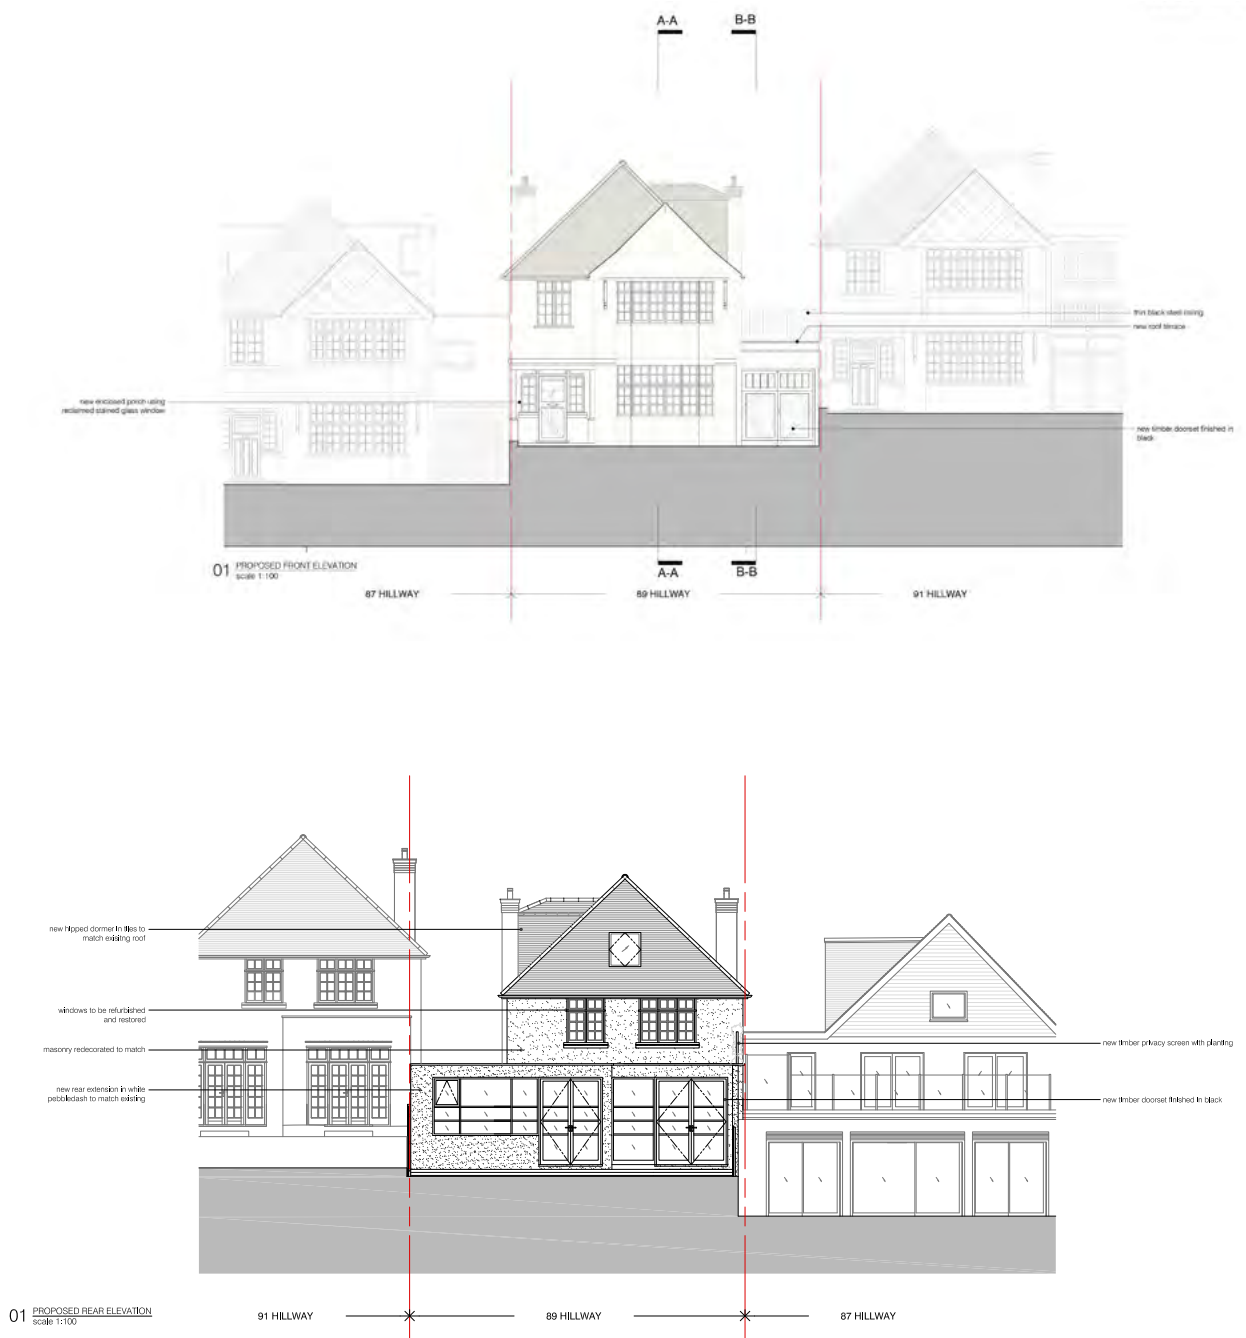 A-A B-B
thin black steel railing
new roof terrace
new enclosed porch using
reclaimed stained glass window
new timber doorset finished in
black
01 PROPOSED FRONT ELEVATION
scale 1:100
A-A B-B
87 HILLWAY 89 HILLWAY 91 HILLWAY
new hipped dormer in tiles to
match exisitng roof
windows to be refurbished
and restored
masonry redecorated to match
new timber privacy screen with planting
new rear extension in white
pebbledash to match existing
new timber doorset finished in black
01 PROPOSED REAR ELEVATION
scale 1:100
91 HILLWAY 89 HILLWAY 87 HILLWAY